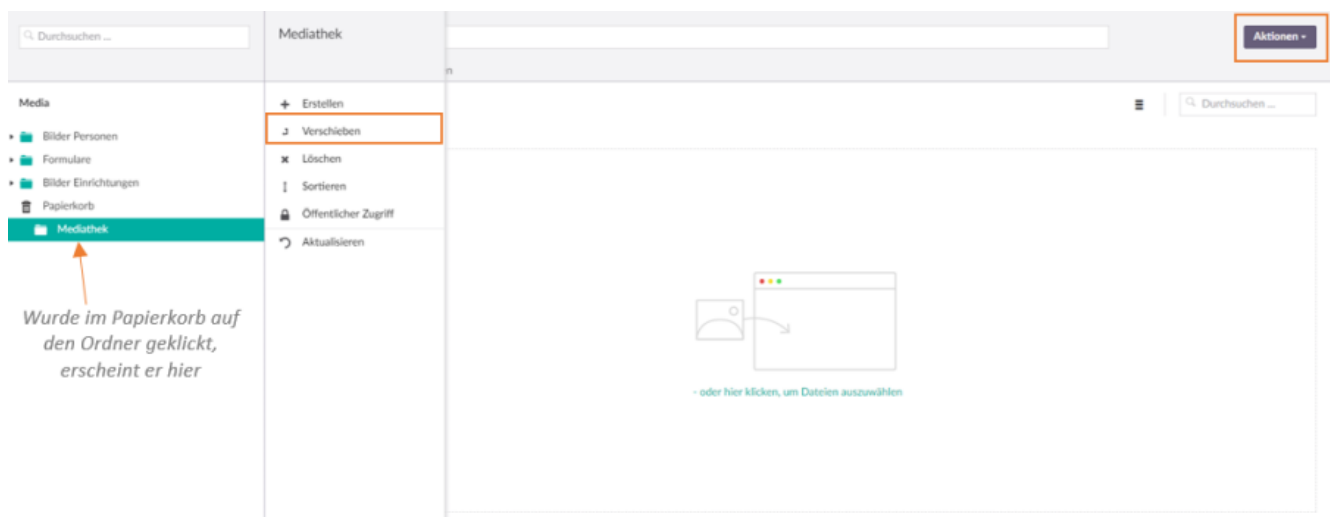 Durchsuchen ...
Media
Bilder Personen
Formulare
Bilder Einrichtungen
Papierkorb
Mediathek
Wurde im Papierkorb auf
den Ordner geklickt,
erscheint er hier
Mediathek
Erstellen
Verschieben
Löschen
Sortieren
Öffentlicher Zugriff
Aktualisieren
n
Aktionen
Durchsuchen ...
- oder hier klicken, um Dateien auszuwählen